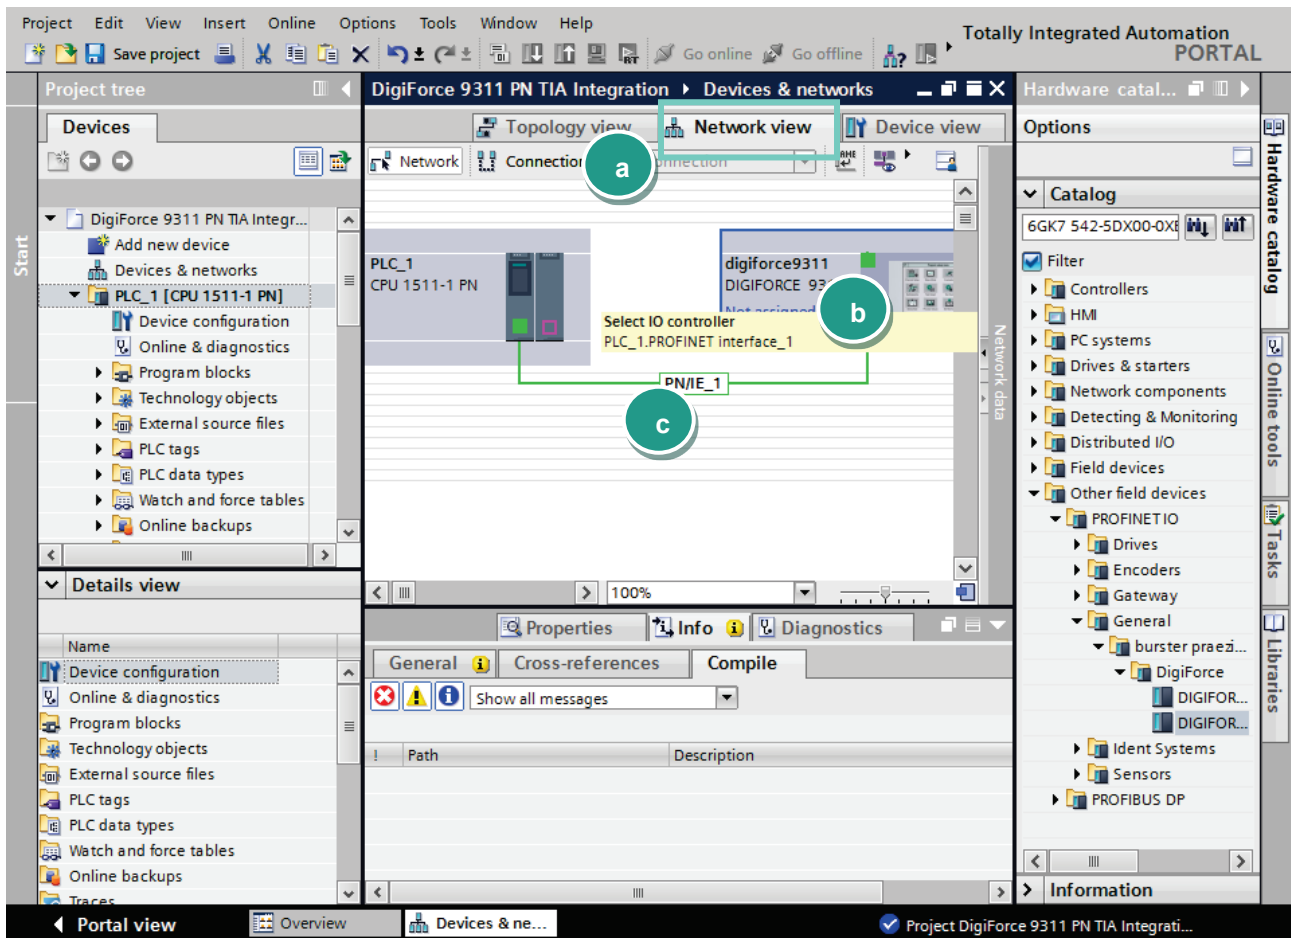 Project Edit View Insert Online Options Tools Window Help
Totally Integrated Automation
PORTAL
Save project
Go online
Go offline
Project tree
DigiForce 9311 PN TIA Integration
Devices & networks
Hardware catal...
Devices
Topology view
Network view
Device view
Options
Network
Connection
a
Catalog
6GK7 542-5DX00-0XE
Filter
DigiForce 9311 PN TIA Integr...
Add new device
Devices & networks
PLC_1 [CPU 1511-1 PN]
Device configuration
Online & diagnostics
Program blocks
Technology objects
External source files
PLC tags
PLC data types
Watch and force tables
Online backups
Start
PLC_1
CPU 1511-1 PN
digiforce9311
DIGIFORCE 93
Not assigned
b
Select IO controller
PLC_1.PROFINET interface_1
PN/IE_1
c
Network data
100%
Controllers
HMI
PC systems
Drives & starters
Network components
Detecting & Monitoring
Distributed I/O
Field devices
Other field devices
PROFINET IO
Drives
Encoders
Gateway
General
burster praezi...
DigiForce
DIGIFOR...
DIGIFOR...
Ident Systems
Sensors
PROFIBUS DP
Information
Hardware catalog
Online tools
Tasks
Libraries
Details view
Name
Device configuration
Online & diagnostics
Program blocks
Technology objects
External source files
PLC tags
PLC data types
Watch and force tables
Online backups
Traces
Properties
Info
Diagnostics
General
Cross-references
Compile
Show all messages
! Path Description
Portal view
Overview
Devices & ne...
Project DigiForce 9311 PN TIA Integrati...